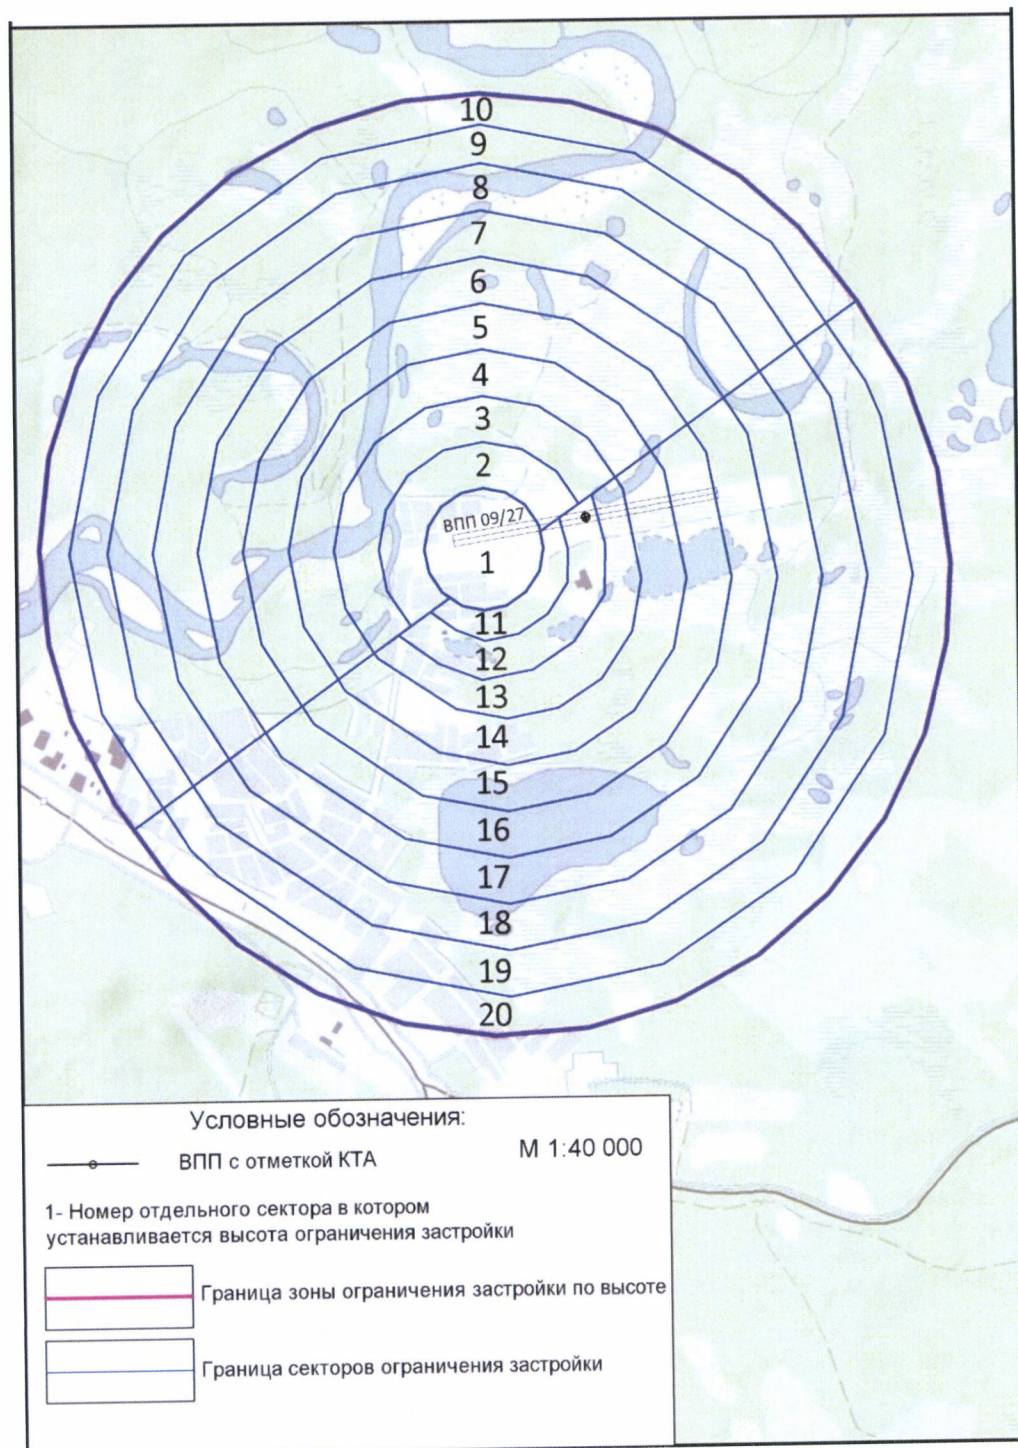 10
9
8
7
6
5
4
3
2
ВПП 09/27
1
11
12
13
14
15
16
17
18
19
20
Условные обозначения:
ВПП с отметкой КТА
М 1:40 000
1- Номер отдельного сектора в котором
устанавливается высота ограничения застройки
Граница зоны ограничения застройки по высоте
Граница секторов ограничения застройки